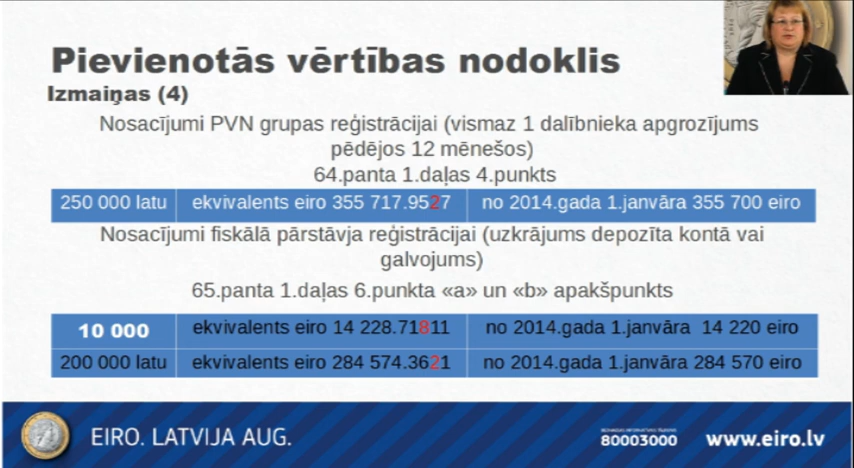 Pievienotās vērtības nodoklis
Izmaiņas (4)
Nosacījumi PVN grupas reģistrācijai (vismaz 1 dalībnieka apgrozījums
pēdējos 12 mēnešos)
64.panta 1.daļas 4.punkts
250 000 latu ekvivalents eiro 355 717.9527 no 2014.gada 1.janvāra 355 700 eiro
Nosacījumi fiskālā pārstāvja reģistrācijai (uzkrājums depozīta kontā vai
galvojums)
65.panta 1.daļas 6.punkta «a» un «b» apakšpunkts
10 000 ekvivalents eiro 14 228.71811 no 2014.gada 1.janvāra 14 220 eiro
200 000 latu ekvivalents eiro 284 574.3621 no 2014.gada 1.janvāra 284 570 eiro
EIRO. LATVIJA AUG.
80003000
www.eiro.lv